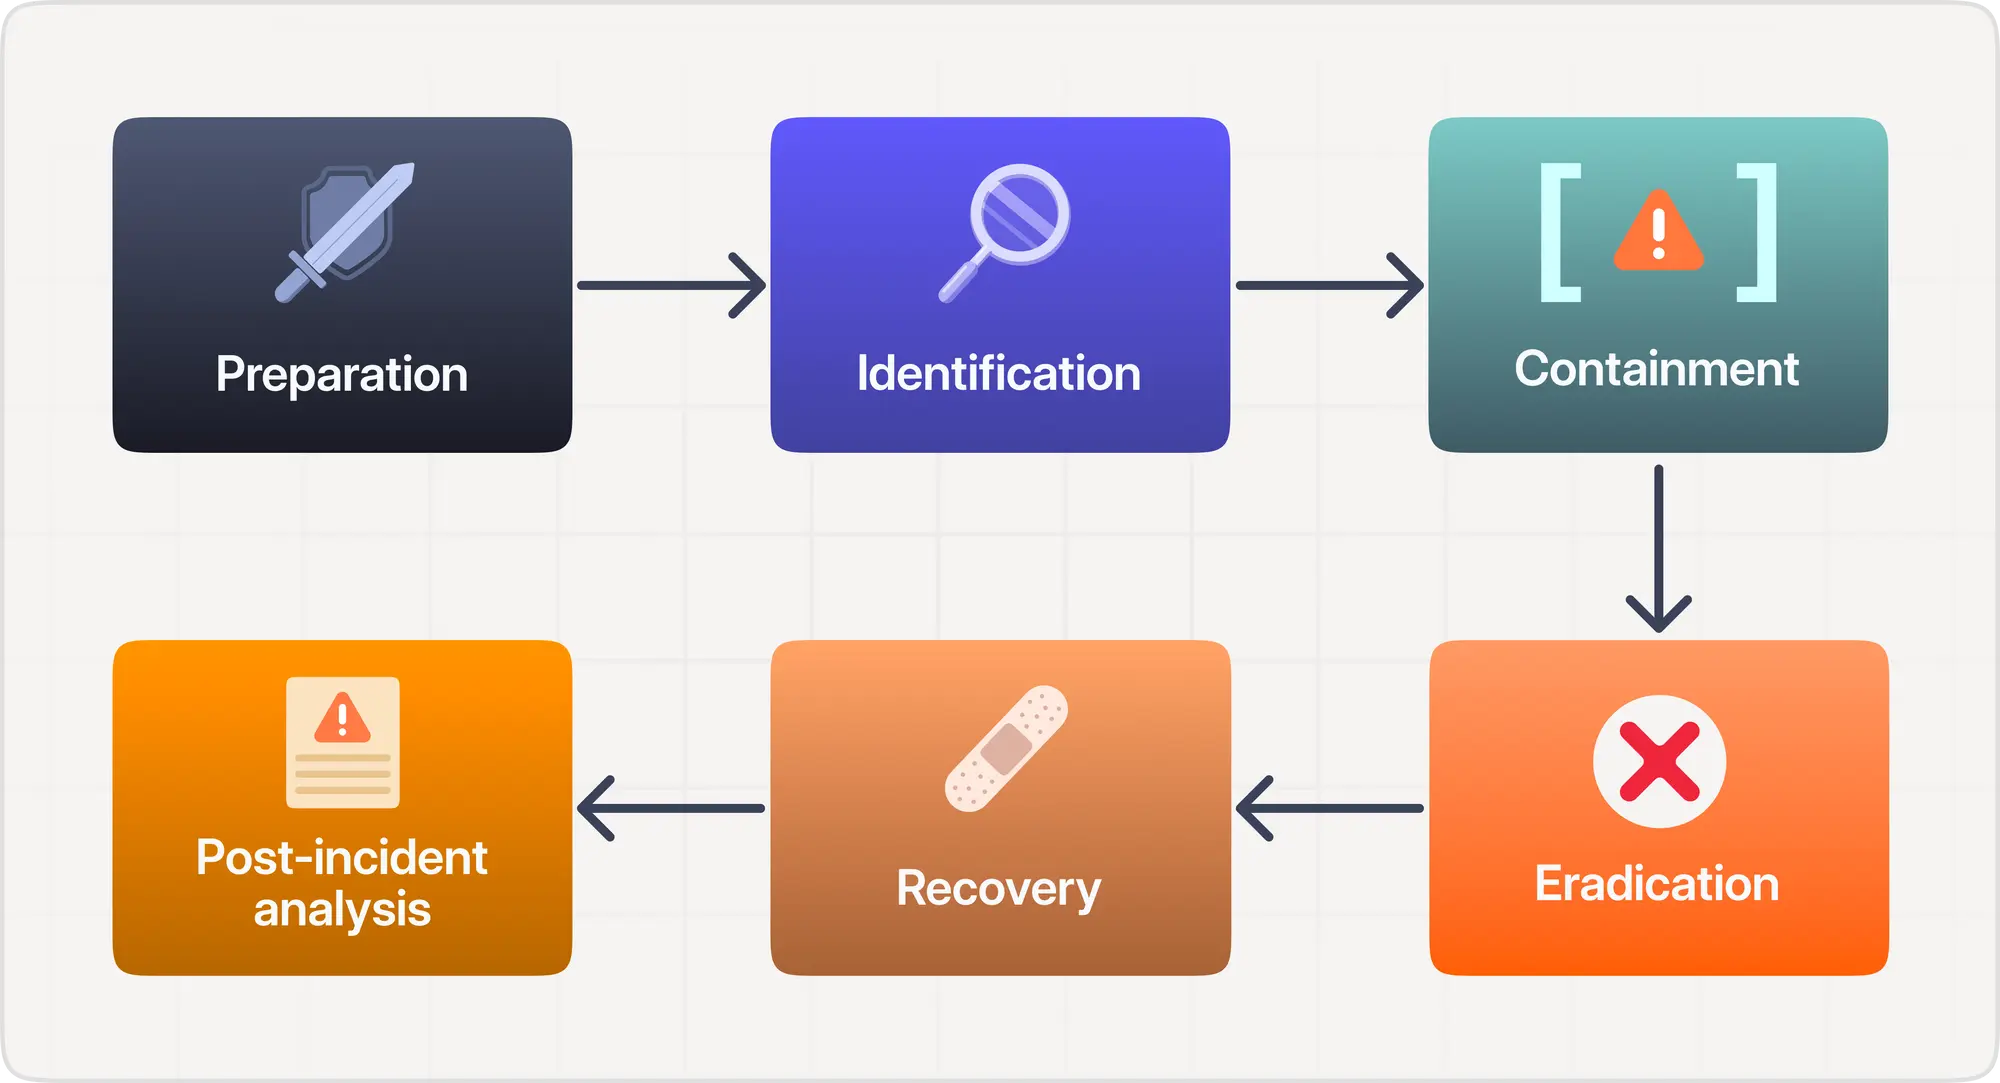 Preparation
Identification
Containment
Post-incident
analysis
Recovery
Eradication